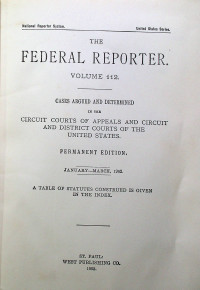 National Reporter System. United States Series.
THE
FEDERAL REPORTER.
VOLUME 112.
CASES ARGUED AND DETERMINED
IN THE
CIRCUIT COURTS OF APPEALS AND CIRCUIT
AND DISTRICT COURTS OF THE
UNITED STATES.
PERMANENT EDITION.
JANUARY–MARCH, 1902.
A TABLE OF STATUTES CONSTRUED IS GIVEN
IN THE INDEX.
ST. PAUL:
WEST PUBLISHING CO.
1902.